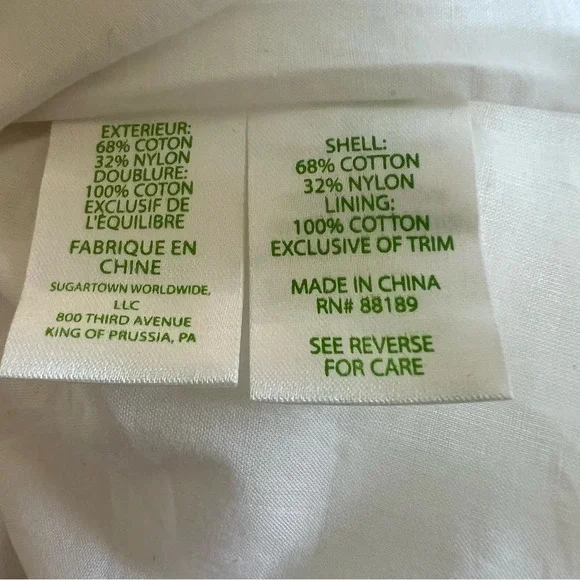 EXTERIEUR:
68% COTON
32% NYLON
DOUBLURE:
100% COTON
EXCLUSIF DE
L'ÉQUILIBRE
FABRIQUE EN
CHINE
SUGARTOWN WORLDWIDE,
LLC
800 THIRD AVENUE
KING OF PRUSSIA, PA
SHELL:
68% COTTON
32% NYLON
LINING:
100% COTTON
EXCLUSIVE OF TRIM
MADE IN CHINA
RN# 88189
SEE REVERSE
FOR CARE